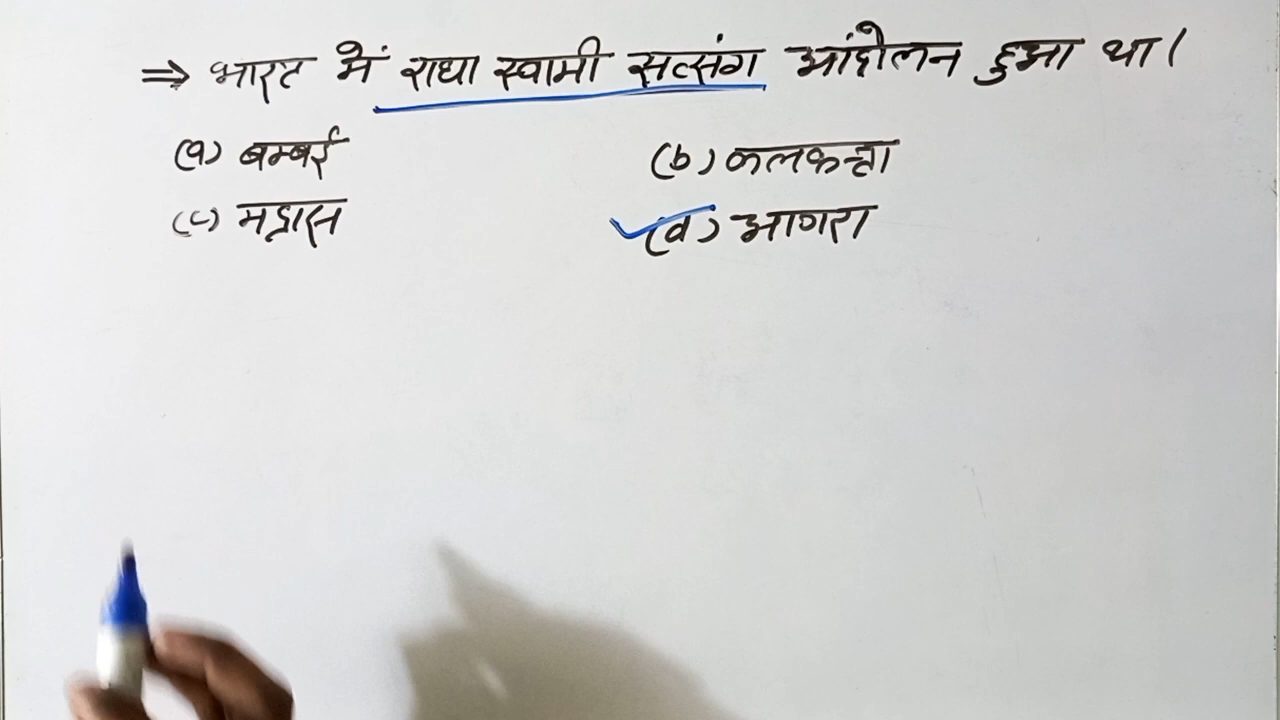 ⇒ भारत में राधा स्वामी सत्संग आंदोलन हुआ था।
(a) बम्बई (b) कलकत्ता
(c) मद्रास (d) आगरा